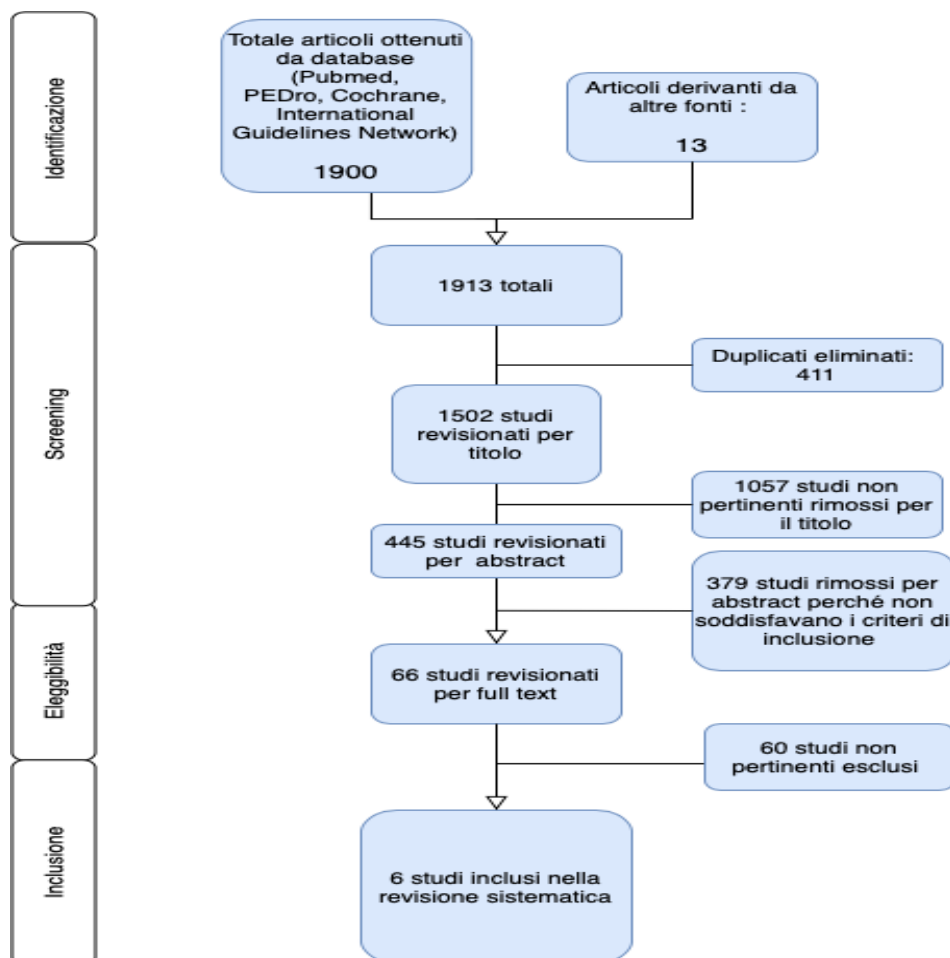 Identificazione
Totale articoli ottenuti
da database
(Pubmed,
PEDro, Cochrane,
International
Guidelines Network)
1900
Articoli derivanti da
altre fonti :
13
Screening
1913 totali
Duplicati eliminati:
411
1502 studi
revisionati per
titolo
1057 studi non
pertinenti rimossi per
il titolo
445 studi revisionati
per abstract
379 studi rimossi per
abstract perché non
soddisfavano i criteri di
inclusione
Eleggibilità
66 studi revisionati
per full text
60 studi non
pertinenti esclusi
Inclusione
6 studi inclusi nella
revisione sistematica